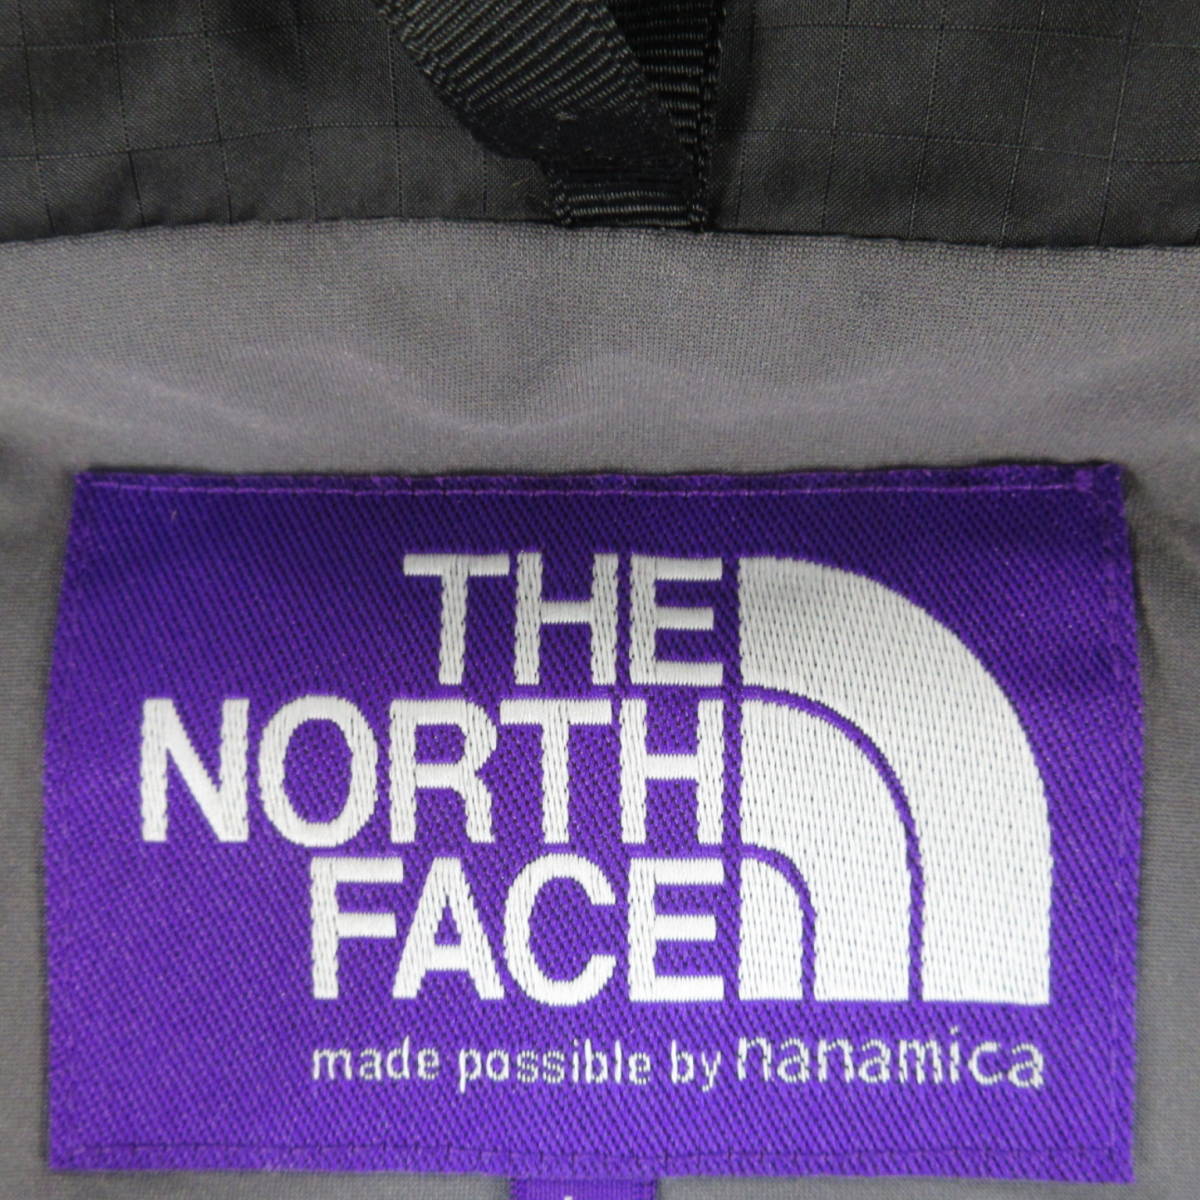 THE
NORTH
FACE
made possible by nanamica